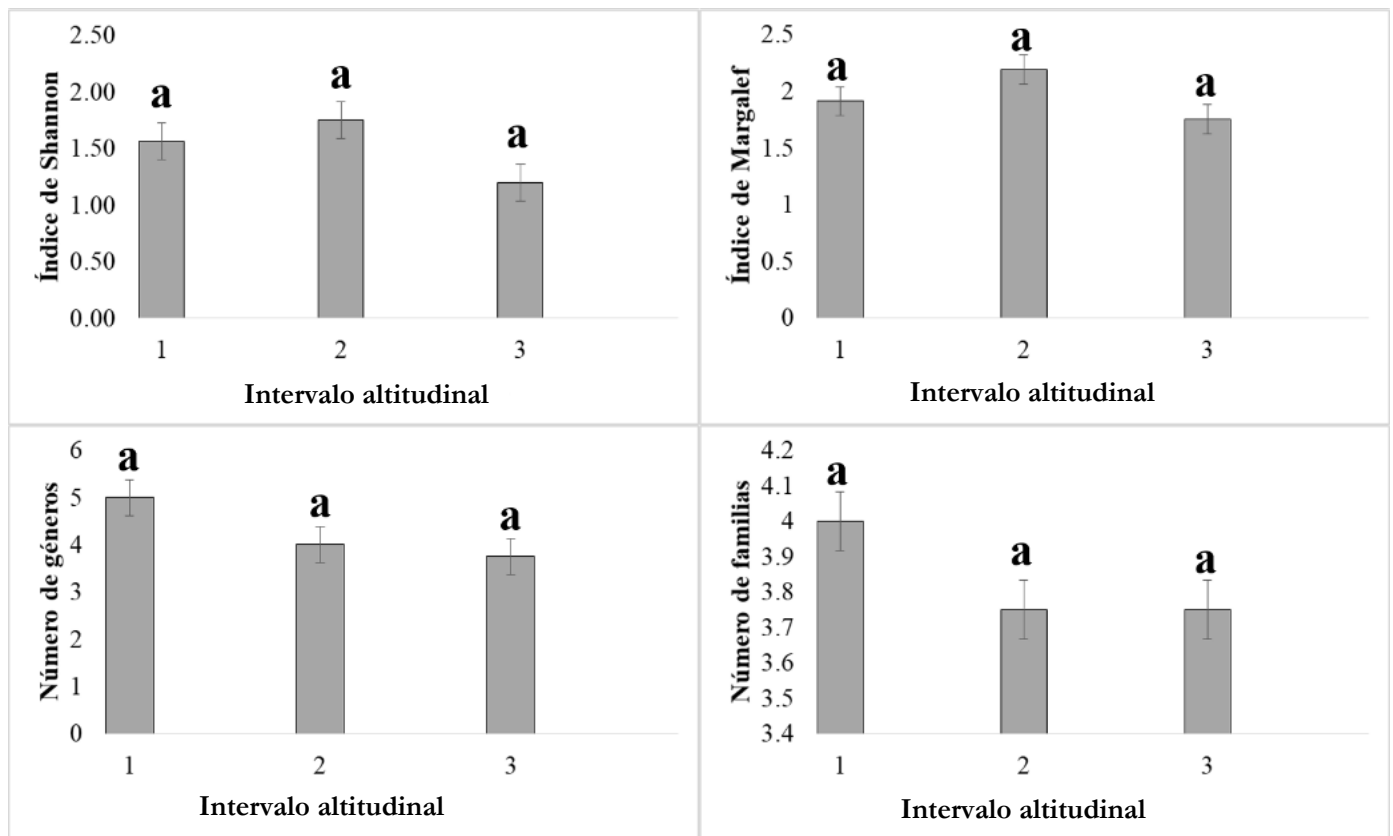 Índice de Shannon
2.50
2.00
1.50
1.00
0.50
0.00
a
a
a
1 2 3
Intervalo altitudinal
Índice de Margalef
2.5
2
1.5
1
0.5
0
a
a
a
1 2 3
Intervalo altitudinal
Número de géneros
6
5
4
3
2
1
0
a
a
a
1 2 3
Intervalo altitudinal
Número de familias
4.2
4.1
4
3.9
3.8
3.7
3.6
3.5
3.4
a
a
a
1 2 3
Intervalo altitudinal